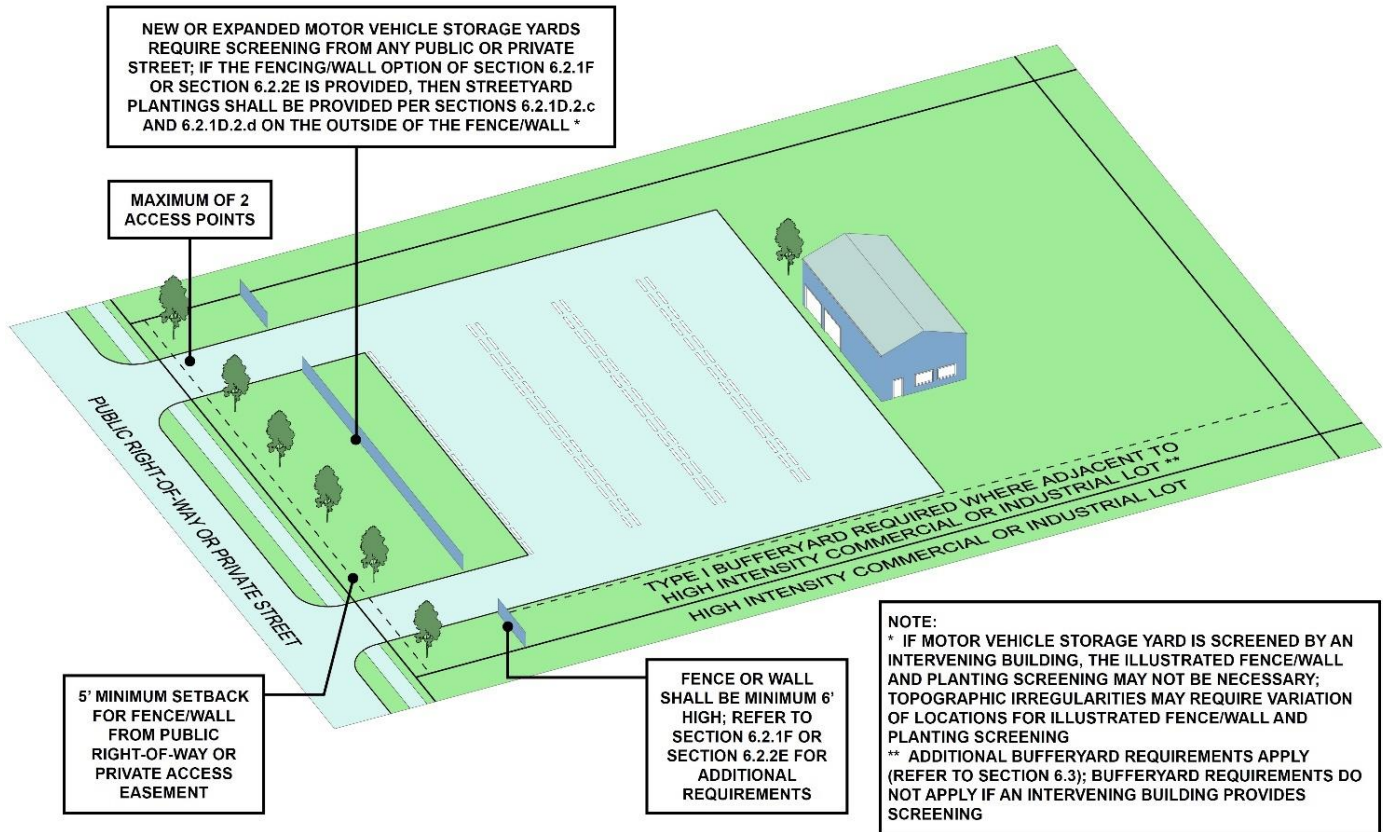 NEW OR EXPANDED MOTOR VEHICLE STORAGE YARDS
REQUIRE SCREENING FROM ANY PUBLIC OR PRIVATE
STREET; IF THE FENCING/WALL OPTION OF SECTION 6.2.1F
OR SECTION 6.2.2E IS PROVIDED, THEN STREETYARD
PLANTINGS SHALL BE PROVIDED PER SECTIONS 6.2.1D.2.c
AND 6.2.1D.2.d ON THE OUTSIDE OF THE FENCE/WALL *
MAXIMUM OF 2
ACCESS POINTS
PUBLIC RIGHT-OF-WAY OR PRIVATE STREET
TYPE I BUFFERYARD REQUIRED WHERE ADJACENT TO
HIGH INTENSITY COMMERCIAL OR INDUSTRIAL LOT **
HIGH INTENSITY COMMERCIAL OR INDUSTRIAL LOT
5' MINIMUM SETBACK
FOR FENCE/WALL
FROM PUBLIC
RIGHT-OF-WAY OR
PRIVATE ACCESS
EASEMENT
FENCE OR WALL
SHALL BE MINIMUM 6'
HIGH; REFER TO
SECTION 6.2.1F OR
SECTION 6.2.2E FOR
ADDITIONAL
REQUIREMENTS
NOTE:
* IF MOTOR VEHICLE STORAGE YARD IS SCREENED BY AN
INTERVENING BUILDING, THE ILLUSTRATED FENCE/WALL
AND PLANTING SCREENING MAY NOT BE NECESSARY;
TOPOGRAPHIC IRREGULARITIES MAY REQUIRE VARIATION
OF LOCATIONS FOR ILLUSTRATED FENCE/WALL AND
PLANTING SCREENING
** ADDITIONAL BUFFERYARD REQUIREMENTS APPLY
(REFER TO SECTION 6.3); BUFFERYARD REQUIREMENTS DO
NOT APPLY IF AN INTERVENING BUILDING PROVIDES
SCREENING